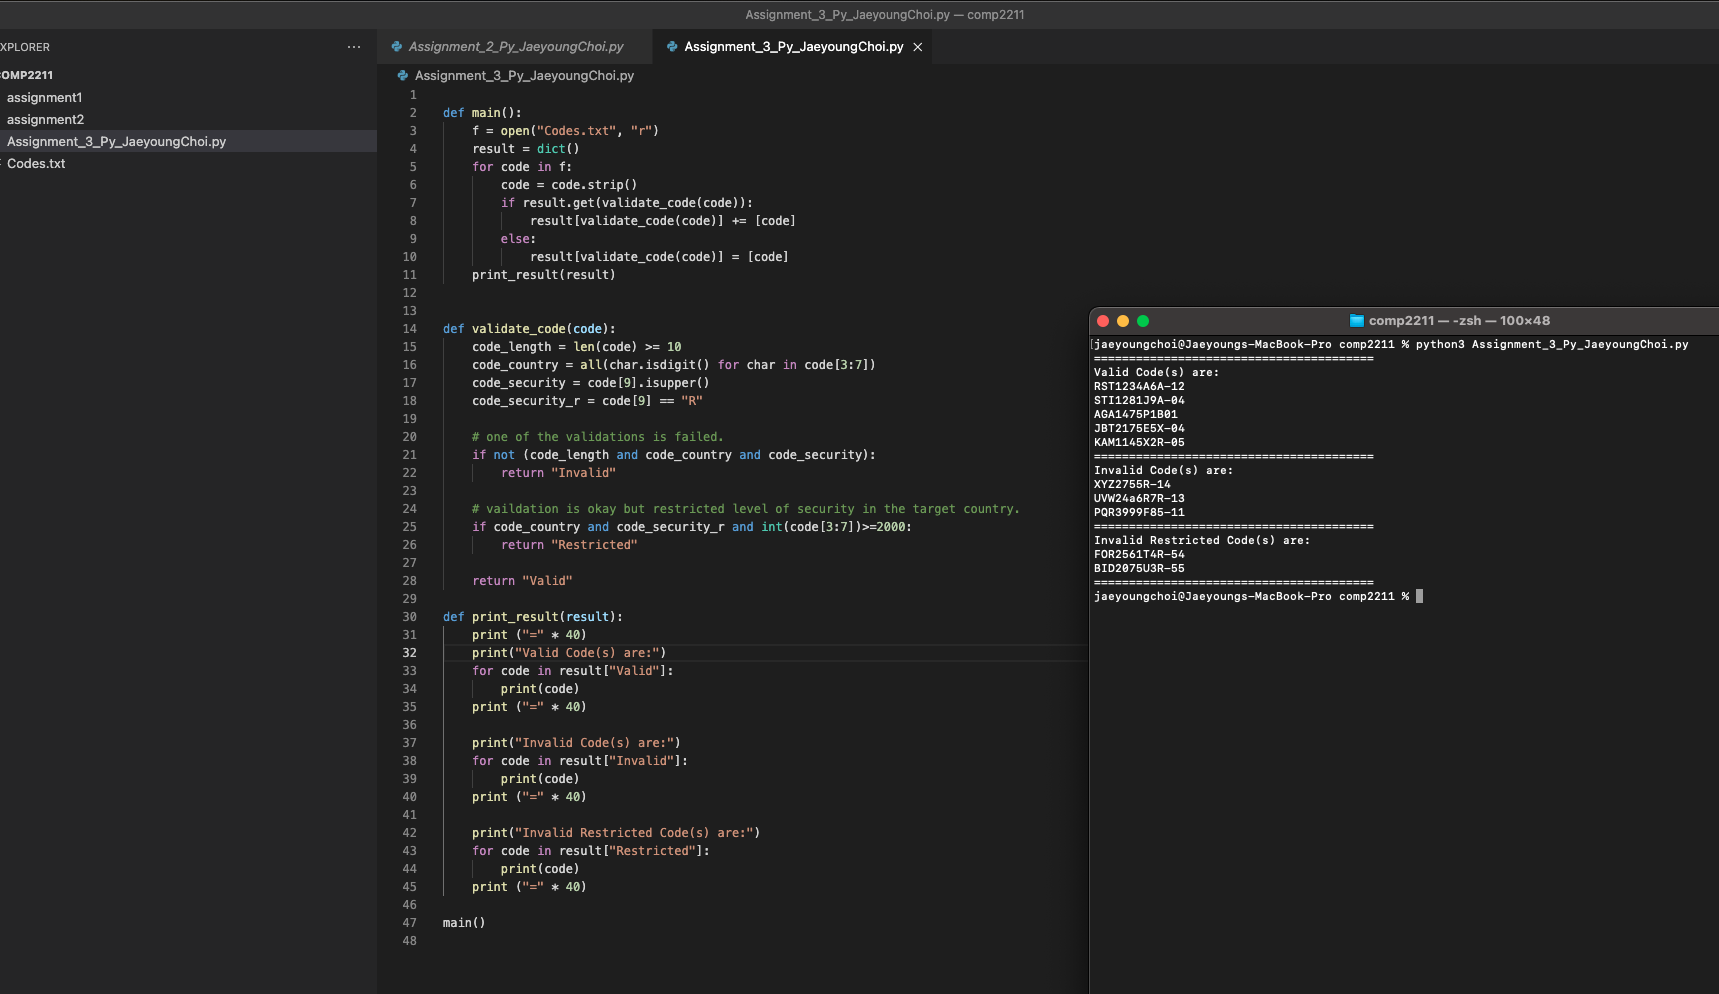 Assignment_3_Py_JaeyoungChoi.py — comp2211
XPLORER ···
OMP2211
assignment1
assignment2
Assignment_3_Py_JaeyoungChoi.py
Codes.txt
Assignment_2_Py_JaeyoungChoi.py
Assignment_3_Py_JaeyoungChoi.py ×
Assignment_3_Py_JaeyoungChoi.py
1
2 def main():
3     f = open("Codes.txt", "r")
4     result = dict()
5     for code in f:
6         code = code.strip()
7         if result.get(validate_code(code)):
8             result[validate_code(code)] += [code]
9         else:
10             result[validate_code(code)] = [code]
11     print_result(result)
12
13
14 def validate_code(code):
15     code_length = len(code) >= 10
16     code_country = all(char.isdigit() for char in code[3:7])
17     code_security = code[9].isupper()
18     code_security_r = code[9] == "R"
19
20     # one of the validations is failed.
21     if not (code_length and code_country and code_security):
22         return "Invalid"
23
24     # vaildation is okay but restricted level of security in the target country.
25     if code_country and code_security_r and int(code[3:7])>=2000:
26         return "Restricted"
27
28     return "Valid"
29
30 def print_result(result):
31     print ("=" * 40)
32     print("Valid Code(s) are:")
33     for code in result["Valid"]:
34         print(code)
35     print ("=" * 40)
36
37     print("Invalid Code(s) are:")
38     for code in result["Invalid"]:
39         print(code)
40     print ("=" * 40)
41
42     print("Invalid Restricted Code(s) are:")
43     for code in result["Restricted"]:
44         print(code)
45     print ("=" * 40)
46
47 main()
48
comp2211 — -zsh — 100×48
[jaeyoungchoi@Jaeyoungs-MacBook-Pro comp2211 % python3 Assignment_3_Py_JaeyoungChoi.py
========================================
Valid Code(s) are:
RST1234A6A-12
STI1281J9A-04
AGA1475P1B01
JBT2175E5X-04
KAM1145X2R-05
========================================
Invalid Code(s) are:
XYZ2755R-14
UVW24a6R7R-13
PQR3999F85-11
========================================
Invalid Restricted Code(s) are:
FOR2561T4R-54
BID2075U3R-55
========================================
jaeyoungchoi@Jaeyoungs-MacBook-Pro comp2211 %